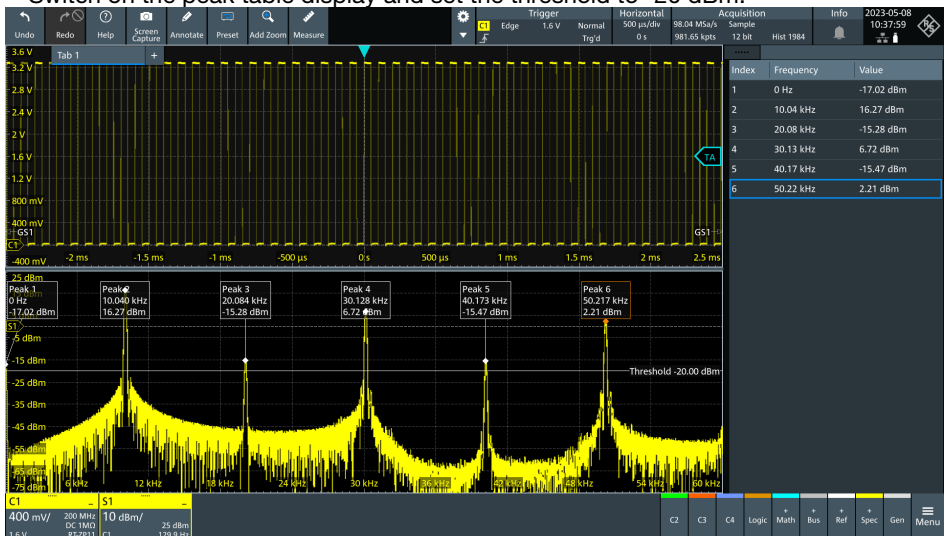 Switch on the peak table display and set the threshold to -20 dBm.
Undo Redo Help Screen Capture Annotate Preset Add Zoom Measure
C1 Edge Trigger 1.6 V Normal Trig'd
Horizontal 500 µs/div 0 s
Acquisition 98.04 MSa/s Sample 981.65 kpts 12 bit Hist 1984
Info
2023-05-08
10:37:59
Tab 1 +
3.6 V
3.2 V
2.8 V
2.4 V
2 V
1.6 V
TA
1.2 V
800 mV
400 mV
GS1 GS1
C1
-400 mV -2 ms -1.5 ms -1 ms -500 µs 0 s 500 µs 1 ms 1.5 ms 2 ms 2.5 ms
Index Frequency Value
1 0 Hz -17.02 dBm
2 10.04 kHz 16.27 dBm
3 20.08 kHz -15.28 dBm
4 30.13 kHz 6.72 dBm
5 40.17 kHz -15.47 dBm
6 50.22 kHz 2.21 dBm
25 dBm
Peak 1 Peak 2 Peak 3 Peak 4 Peak 5 Peak 6
0 Hz 10.040 kHz 20.084 kHz 30.128 kHz 40.173 kHz 50.217 kHz
-17.02 dBm 16.27 dBm -15.28 dBm 6.72 dBm -15.47 dBm 2.21 dBm
S1
-5 dBm
-15 dBm
Threshold -20.00 dBm
-25 dBm
-35 dBm
-45 dBm
-55 dBm
-65 dBm
-75 dBm 6 kHz 12 kHz 18 kHz 24 kHz 30 kHz 36 kHz 42 kHz 48 kHz 54 kHz 60 kHz
C1 S1
400 mV/ 200 MHz 10 dBm/
DC 1MΩ 25 dBm
1.6 V RT-ZP11 C1 129.9 Hz
C2 C3 C4 Logic + Math + Bus + Ref + Spec Gen Menu